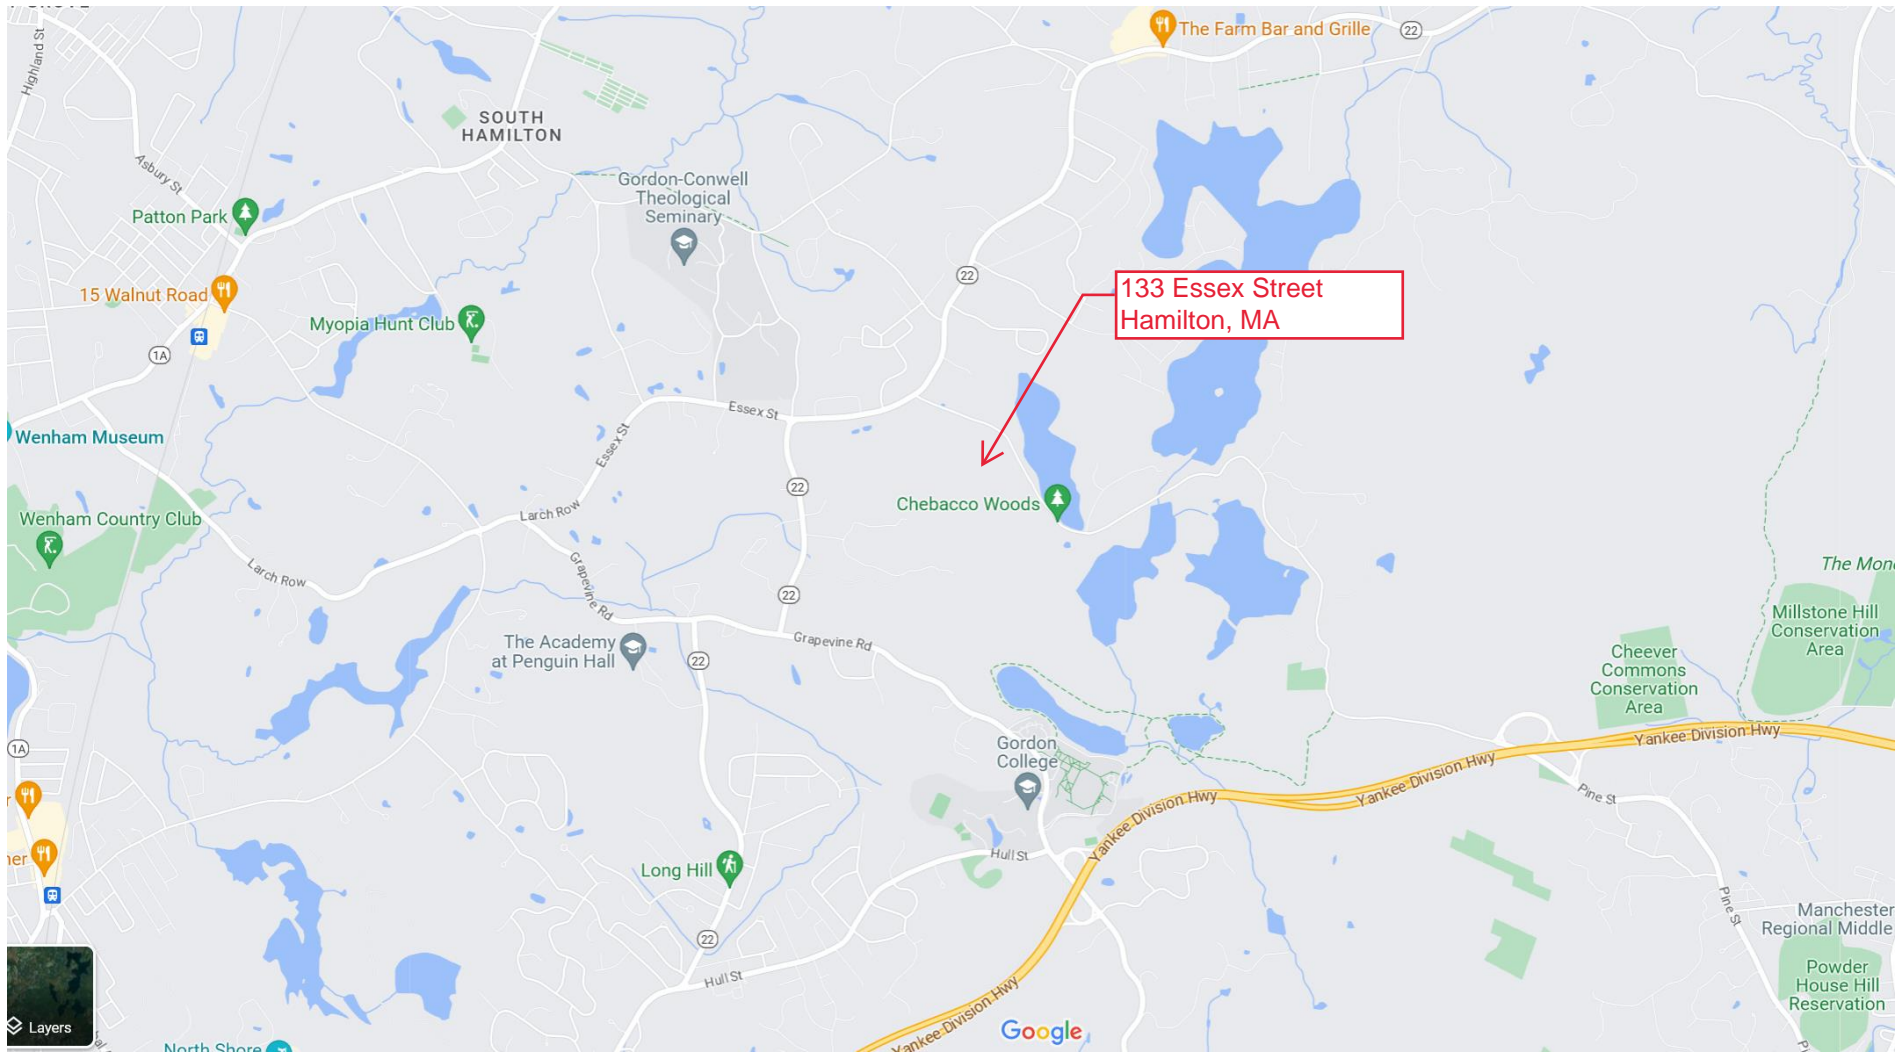 The Farm Bar and Grille
22
Highland St
SOUTH
HAMILTON
Asbury St
Gordon-Conwell
Theological
Seminary
Patton Park
22
133 Essex Street
Hamilton, MA
15 Walnut Road
Myopia Hunt Club
1A
Essex St
Essex St
Wenham Museum
22
Chebacco Woods
Larch Row
Wenham Country Club
Larch Row
Grapevine Rd
The Mon
22
Millstone Hill
Conservation
Area
Grapevine Rd
The Academy
at Penguin Hall
22
Cheever
Commons
Conservation
Area
1A
Gordon
College
Yankee Division Hwy
Yankee Division Hwy
Yankee Division Hwy
Yankee Division Hwy
Pine St
Hull St
Long Hill
Pine St
Manchester
Regional Middle
22
Hull St
Powder
House Hill
Reservation
Layers
Google
North Shore